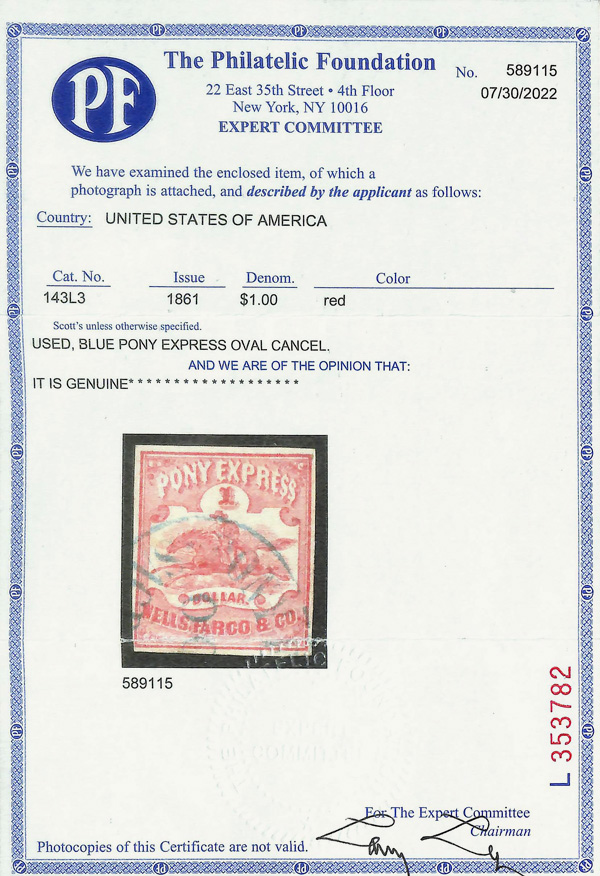 PF
The Philatelic Foundation
22 East 35th Street • 4th Floor
New York, NY 10016
EXPERT COMMITTEE
No. 589115
07/30/2022
We have examined the enclosed item, of which a
photograph is attached, and described by the applicant as follows:
Country: UNITED STATES OF AMERICA
Cat. No. Issue Denom. Color
143L3 1861 $1.00 red
Scott's unless otherwise specified.
USED, BLUE PONY EXPRESS OVAL CANCEL.
AND WE ARE OF THE OPINION THAT:
IT IS GENUINE* * * * * * * * * * * * * * * * * * * *
PONY EXPRESS
1
DOLLAR.
WELLS, FARGO & CO.
589115
L 353782
For The Expert Committee
Chairman
Photocopies of this Certificate are not valid.